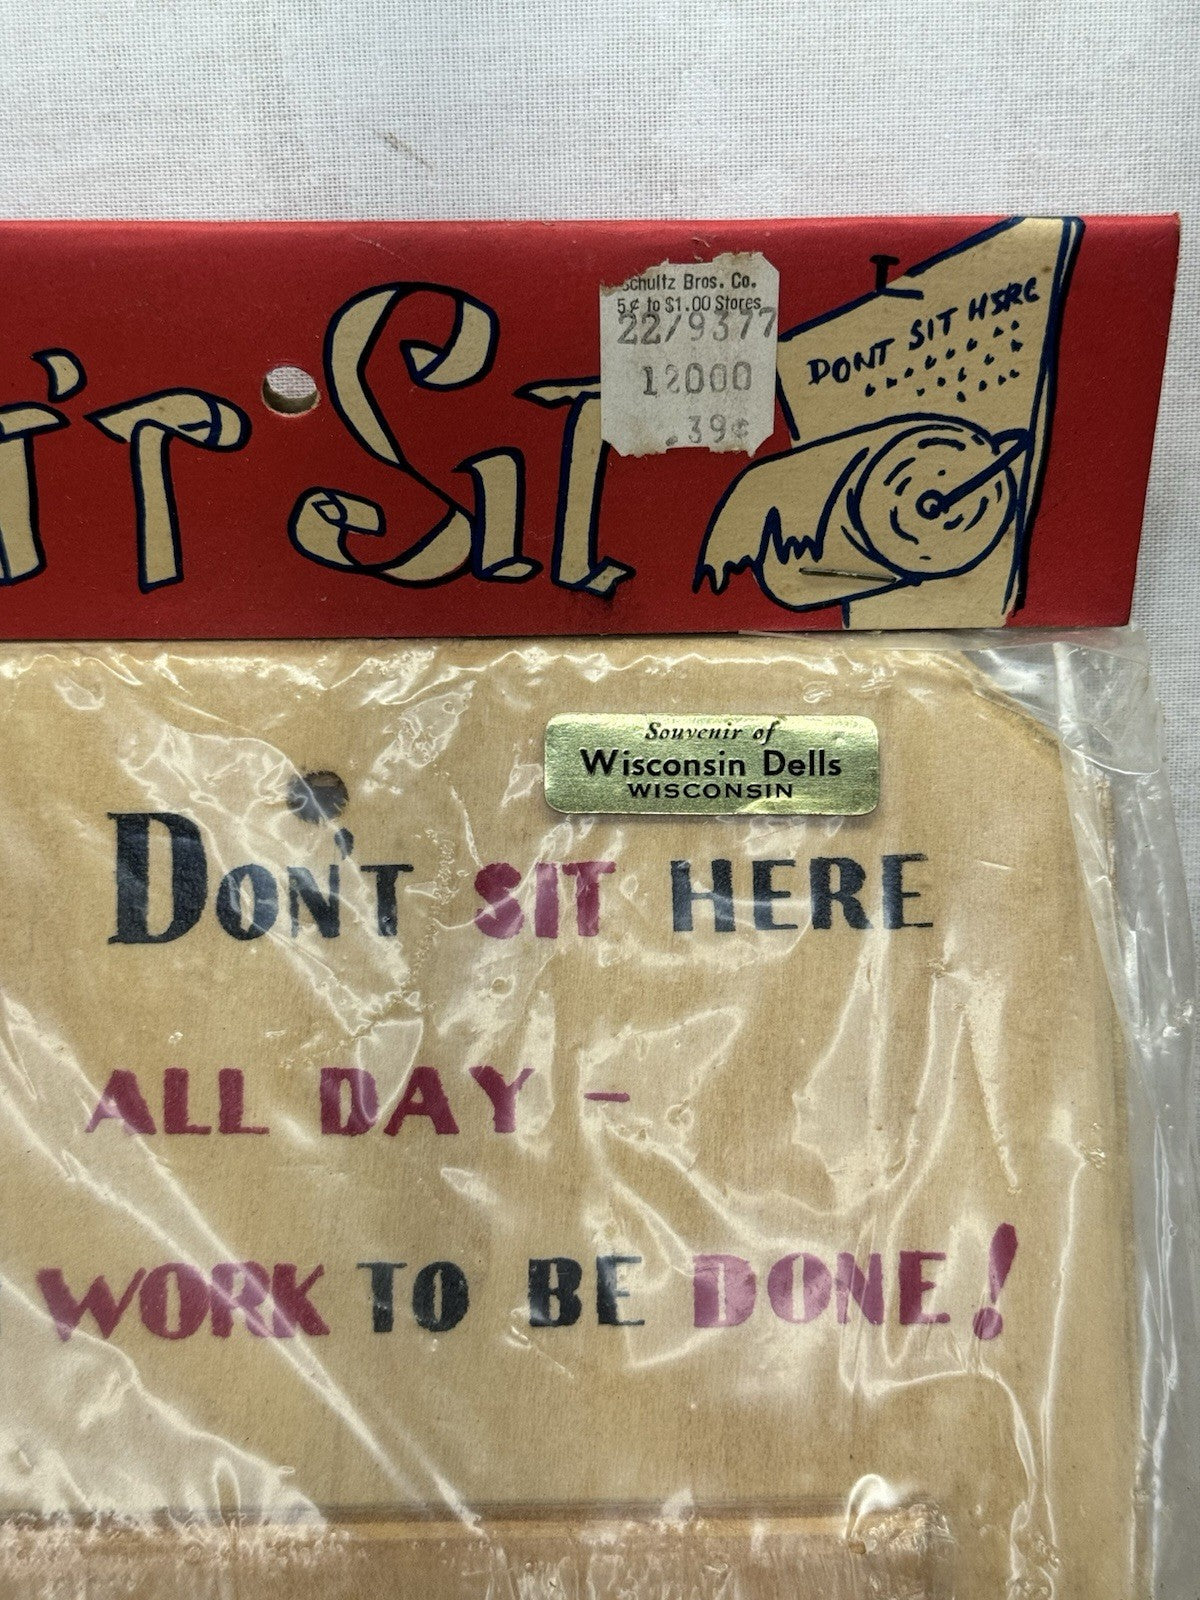 Schultz Bros. Co.
5¢ to $1.00 Stores
22/9377
12000
.39¢
DONT SIT HERE
'T Sit
Souvenir of
Wisconsin Dells
WISCONSIN
DON'T SIT HERE
ALL DAY –
WORK TO BE DONE!